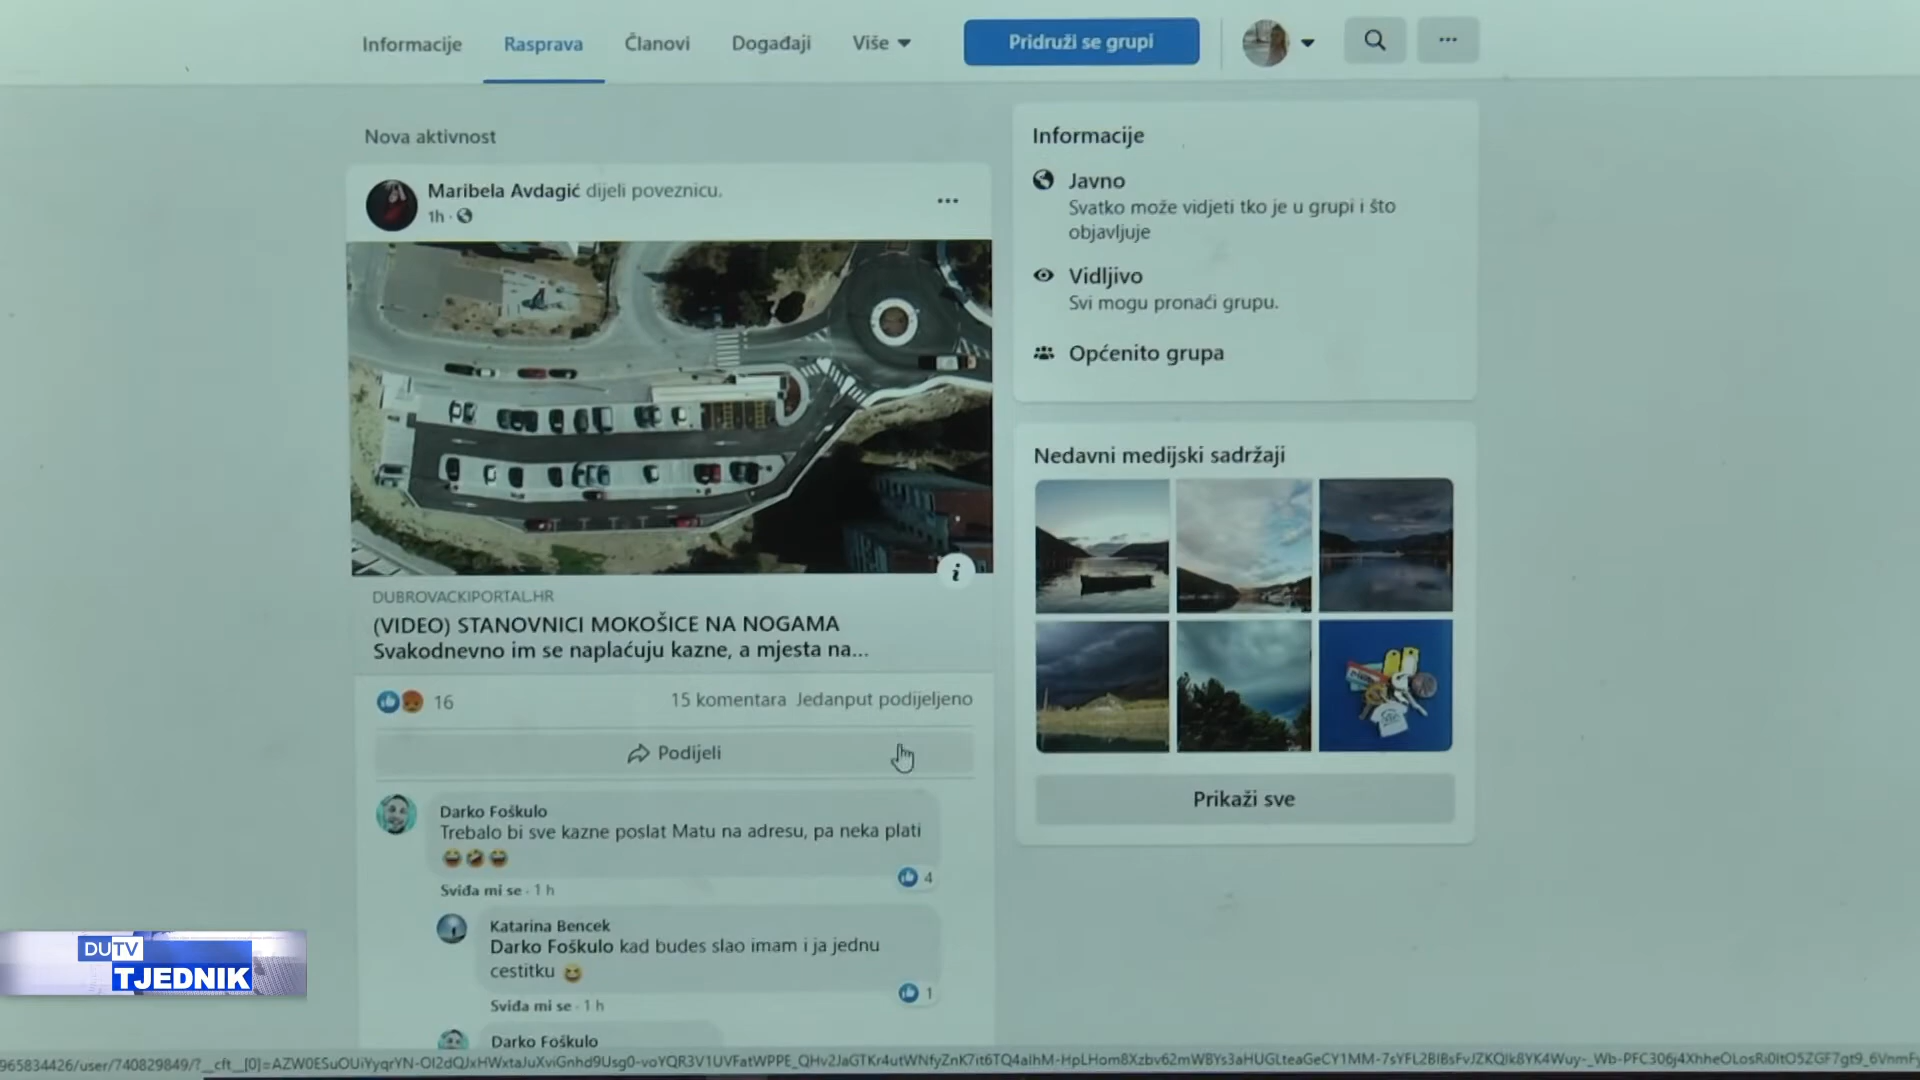 Informacije
Rasprava
Članovi
Događaji
Više
Pridruži se grupi
Nova aktivnost
Maribela Avdagić dijeli poveznicu.
1h ·
DUBROVACKIPORTAL.HR
(VIDEO) STANOVNICI MOKOŠICE NA NOGAMA
Svakodnevno im se naplaćuju kazne, a mjesta na...
16
15 komentara Jedanput podijeljeno
Podijeli
Darko Foškulo
Trebalo bi sve kazne poslat Matu na adresu, pa neka plati
4
Sviđa mi se · 1 h
Katarina Bencek
Darko Foškulo kad budes slao imam i ja jednu
cestitku
1
Sviđa mi se · 1 h
Darko Foškulo
Informacije
Javno
Svatko može vidjeti tko je u grupi i što
objavljuje
Vidljivo
Svi mogu pronaći grupu.
Općenito grupa
Nedavni medijski sadržaji
Prikaži sve
DUTV
TJEDNIK